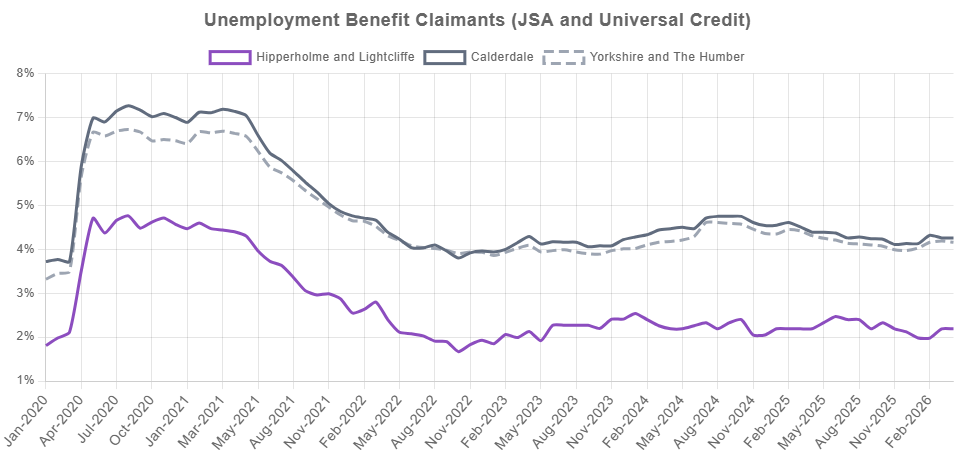 Unemployment Benefit Claimants (JSA and Universal Credit)
Hipperholme and Lightcliffe Calderdale Yorkshire and The Humber
8%
7%
6%
5%
4%
3%
2%
1%
Jan-2020 Apr-2020 Jul-2020 Oct-2020 Jan-2021 Mar-2021 May-2021 Aug-2021 Nov-2021 Feb-2022 May-2022 Aug-2022 Nov-2022 Feb-2023 May-2023 Aug-2023 Nov-2023 Feb-2024 May-2024 Aug-2024 Nov-2024 Feb-2025 May-2025 Aug-2025 Nov-2025 Feb-2026